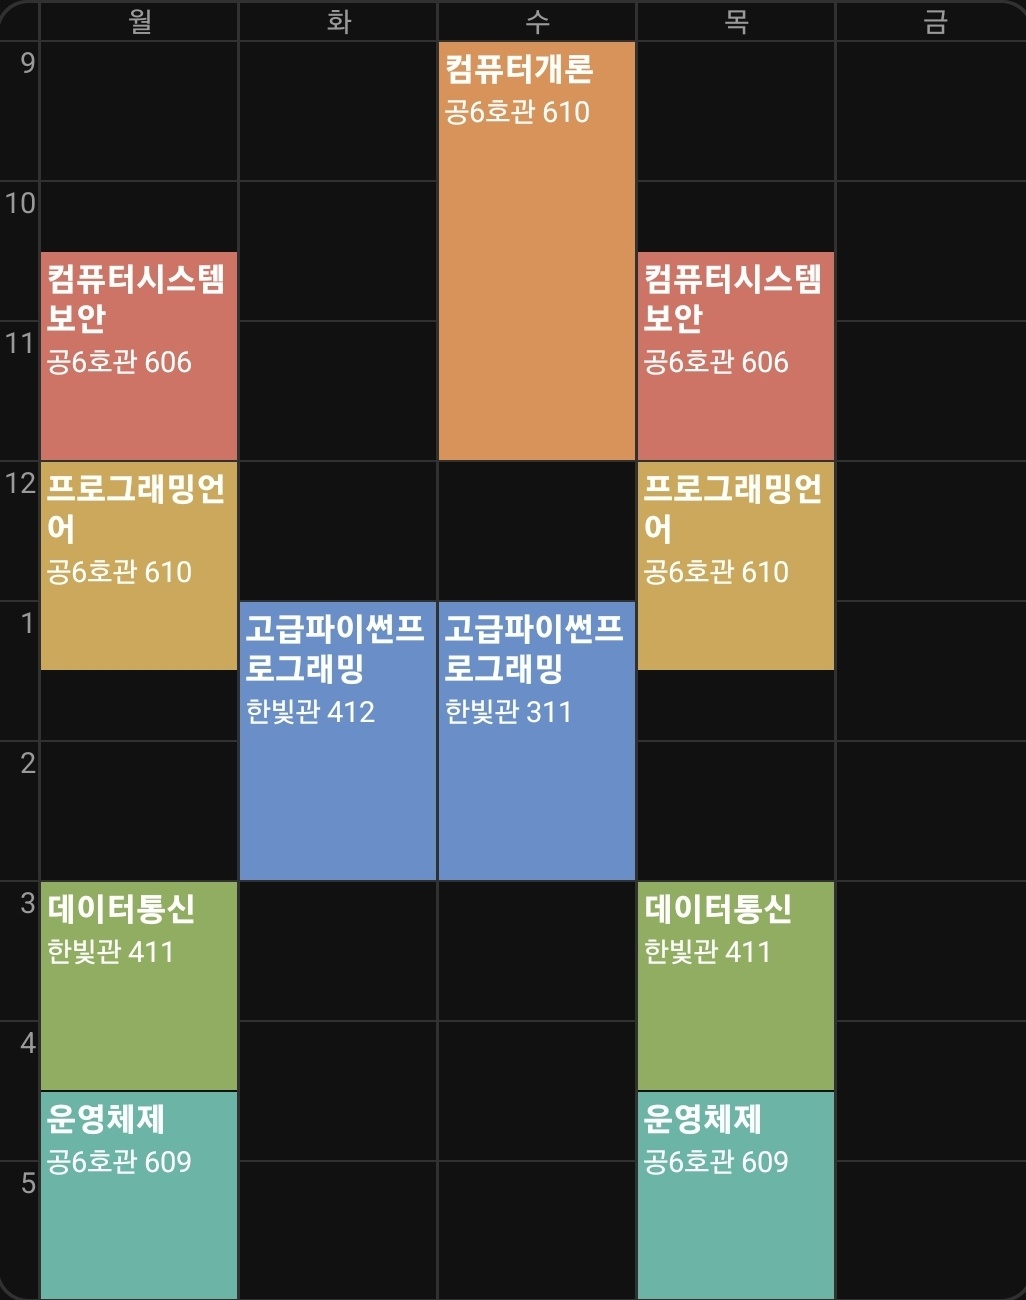 월 화 수 목 금
9
컴퓨터개론
공6호관 610
10
컴퓨터시스템
보안
공6호관 606
컴퓨터시스템
보안
공6호관 606
11
12
프로그래밍언
어
공6호관 610
프로그래밍언
어
공6호관 610
1
고급파이썬프
로그래밍
한빛관 412
고급파이썬프
로그래밍
한빛관 311
2
3
데이터통신
한빛관 411
데이터통신
한빛관 411
4
운영체제
공6호관 609
운영체제
공6호관 609
5